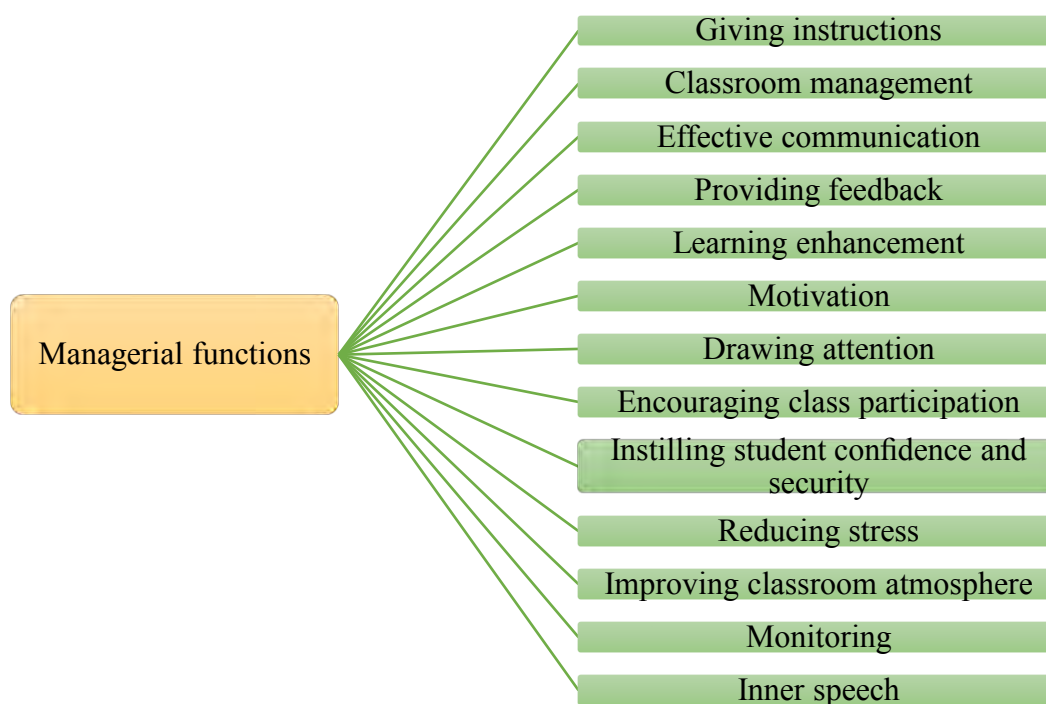 Giving instructions
Classroom management
Effective communication
Providing feedback
Learning enhancement
Motivation
Managerial functions
Drawing attention
Encouraging class participation
Instilling student confidence and
security
Reducing stress
Improving classroom atmosphere
Monitoring
Inner speech